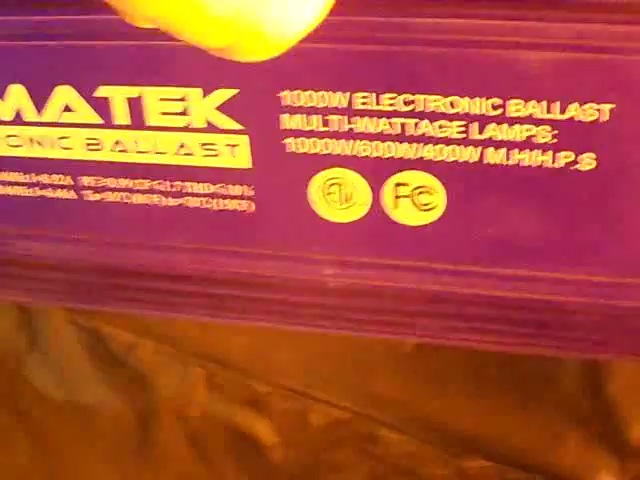 MATEK
ONIC BALLAST
1000W ELECTRONIC BALLAST
MULTI-WATTAGE LAMPS:
1000W/600W/400W M.H/H.P.S
FC